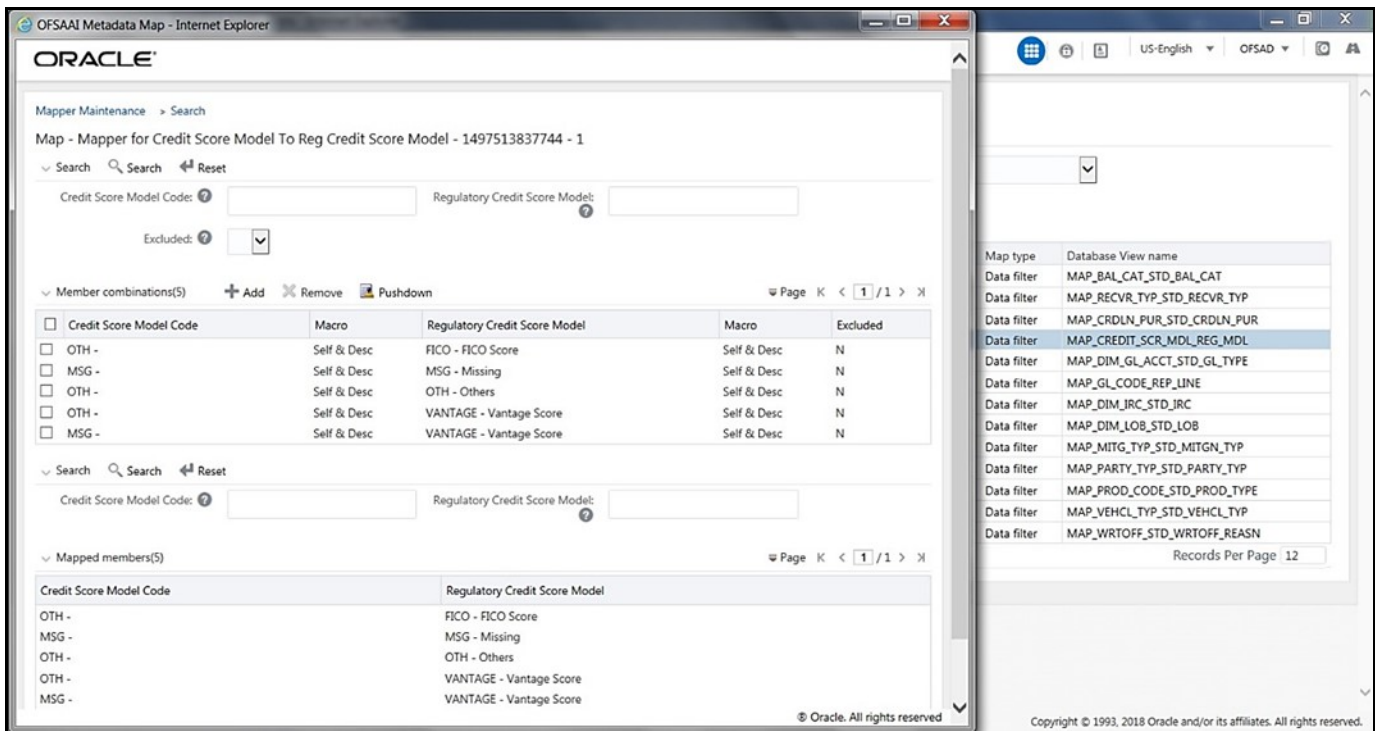 OFSAAI Metadata Map - Internet Explorer
ORACLE
Mapper Maintenance » Search
Map - Mapper for Credit Score Model To Reg Credit Score Model - 1497513837744 - 1
Search Search Reset
Credit Score Model Code: Regulatory Credit Score Model:
Excluded:
Member combinations(5) Add Remove Pushdown Page 1 / 1
Credit Score Model Code Macro Regulatory Credit Score Model Macro Excluded
OTH - Self & Desc FICO - FICO Score Self & Desc N
MSG - Self & Desc MSG - Missing Self & Desc N
OTH - Self & Desc OTH - Others Self & Desc N
OTH - Self & Desc VANTAGE - Vantage Score Self & Desc N
MSG - Self & Desc VANTAGE - Vantage Score Self & Desc N
Search Search Reset
Credit Score Model Code: Regulatory Credit Score Model:
Mapped members(5) Page 1 / 1
Credit Score Model Code Regulatory Credit Score Model
OTH - FICO - FICO Score
MSG - MSG - Missing
OTH - OTH - Others
OTH - VANTAGE - Vantage Score
MSG - VANTAGE - Vantage Score
® Oracle. All rights reserved
US-English OFSAD
Map type Database View name
Data filter MAP_BAL_CAT_STD_BAL_CAT
Data filter MAP_RECVR_TYP_STD_RECVR_TYP
Data filter MAP_CRDLN_PUR_STD_CRDLN_PUR
Data filter MAP_CREDIT_SCR_MDL_REG_MDL
Data filter MAP_DIM_GL_ACCT_STD_GL_TYPE
Data filter MAP_GL_CODE_REP_LINE
Data filter MAP_DIM_IRC_STD_IRC
Data filter MAP_DIM_LOB_STD_LOB
Data filter MAP_MITG_TYP_STD_MITGN_TYP
Data filter MAP_PARTY_TYP_STD_PARTY_TYP
Data filter MAP_PROD_CODE_STD_PROD_TYPE
Data filter MAP_VEHCL_TYP_STD_VEHCL_TYP
Data filter MAP_WRTOFF_STD_WRTOFF_REASN
Records Per Page 12
Copyright © 1993, 2018 Oracle and/or its affiliates. All rights reserved.